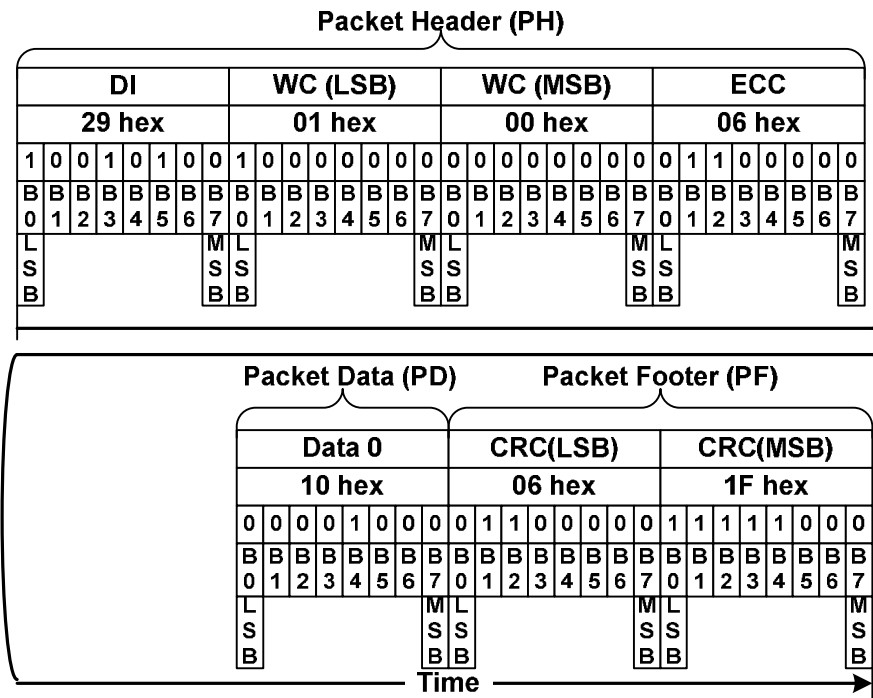 Packet Header (PH)
DI WC (LSB) WC (MSB) ECC
29 hex 01 hex 00 hex 06 hex
1 0 0 1 0 1 0 0 1 0 0 0 0 0 0 0 0 0 0 0 0 0 0 0 0 1 1 0 0 0 0 0
B0 B1 B2 B3 B4 B5 B6 B7 B0 B1 B2 B3 B4 B5 B6 B7 B0 B1 B2 B3 B4 B5 B6 B7 B0 B1 B2 B3 B4 B5 B6 B7
LSB MSB LSB MSB LSB MSB LSB MSB
Packet Data (PD) Packet Footer (PF)
Data 0 CRC(LSB) CRC(MSB)
10 hex 06 hex 1F hex
0 0 0 0 1 0 0 0 0 1 1 0 0 0 0 0 1 1 1 1 1 0 0 0
B0 B1 B2 B3 B4 B5 B6 B7 B0 B1 B2 B3 B4 B5 B6 B7 B0 B1 B2 B3 B4 B5 B6 B7
LSB MSB LSB MSB LSB MSB
Time